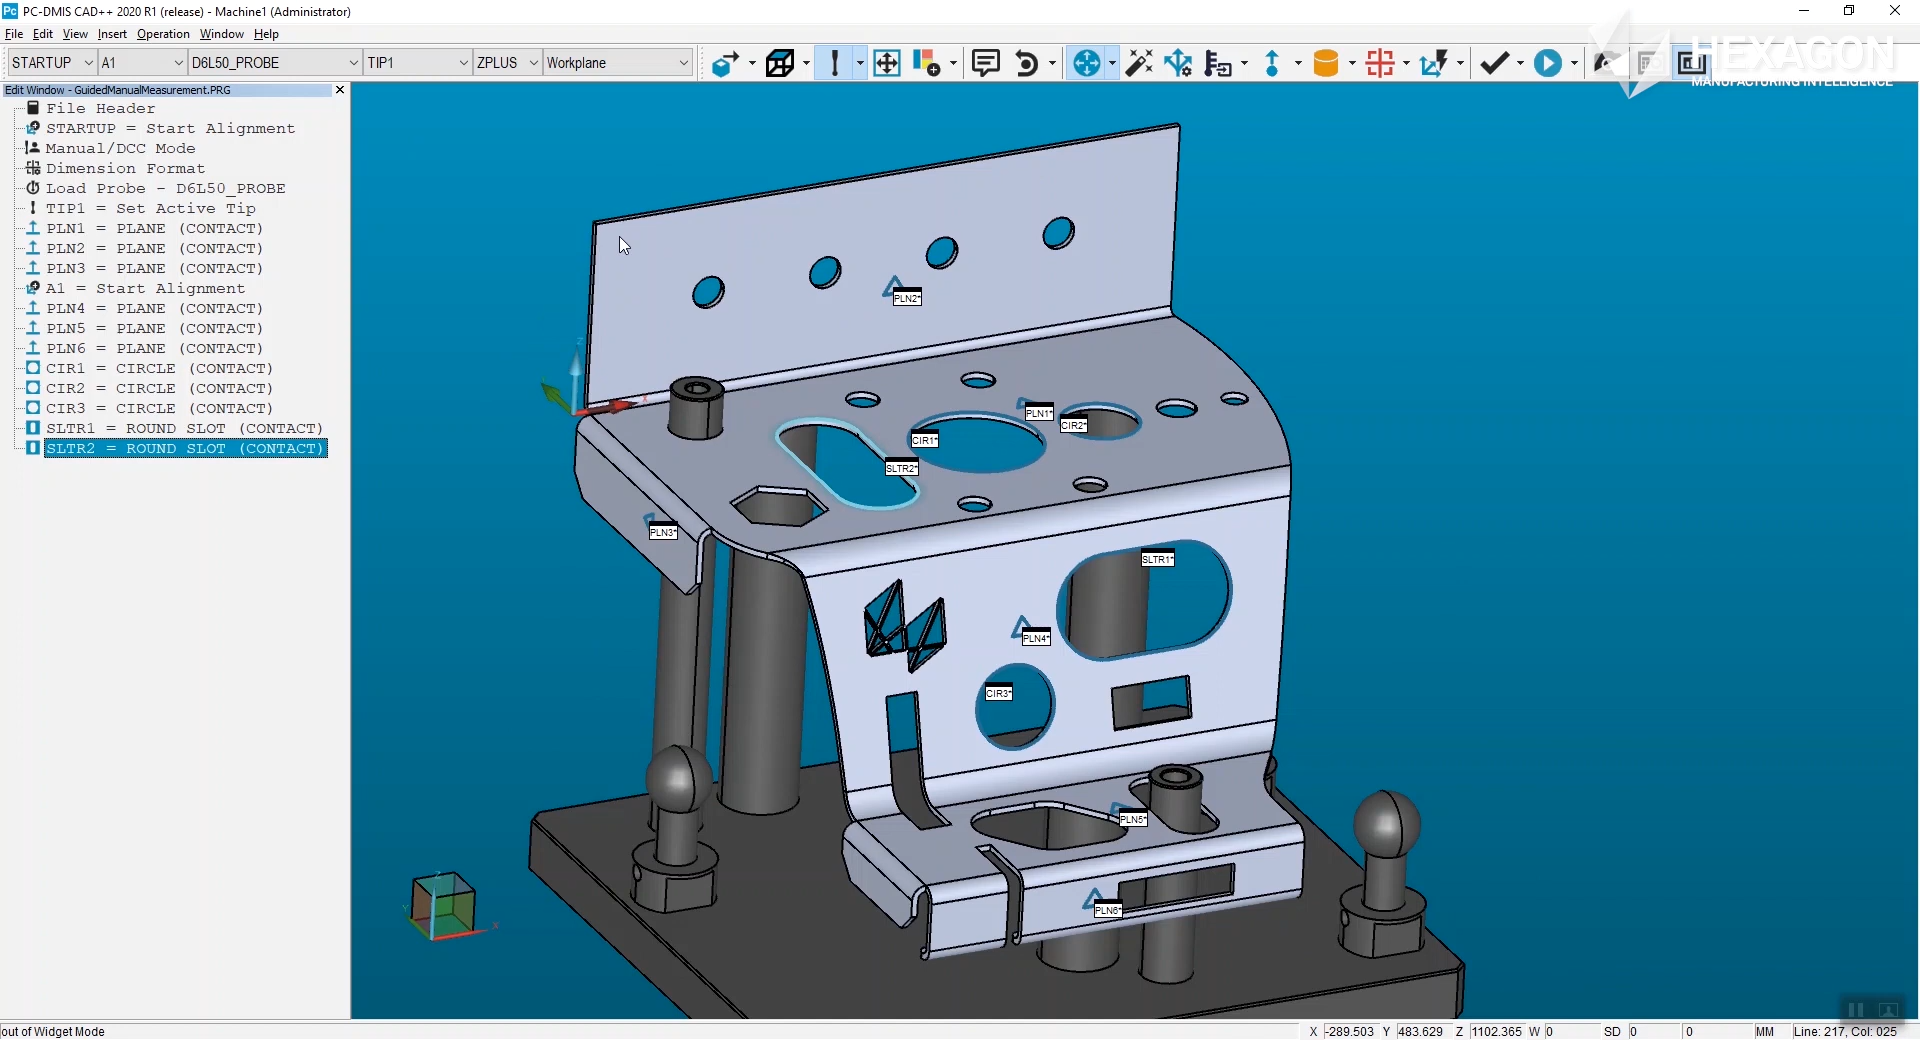 PC-DMIS CAD++ 2020 R1 (release) - Machine1 (Administrator)
File Edit View Insert Operation Window Help
STARTUP A1 D6L50_PROBE TIP1 ZPLUS Workplane
HEXAGON
MANUFACTURING INTELLIGENCE
Edit Window - GuidedManualMeasurement.PRG
File Header
STARTUP = Start Alignment
Manual/DCC Mode
Dimension Format
Load Probe - D6L50_PROBE
TIP1 = Set Active Tip
PLN1 = PLANE (CONTACT)
PLN2 = PLANE (CONTACT)
PLN3 = PLANE (CONTACT)
A1 = Start Alignment
PLN4 = PLANE (CONTACT)
PLN5 = PLANE (CONTACT)
PLN6 = PLANE (CONTACT)
CIR1 = CIRCLE (CONTACT)
CIR2 = CIRCLE (CONTACT)
CIR3 = CIRCLE (CONTACT)
SLTR1 = ROUND SLOT (CONTACT)
SLTR2 = ROUND SLOT (CONTACT)
PLN2*
Z
X
PLN1*
CIR2*
CIR1*
SLTR2*
PLN3*
SLTR1*
PLN4*
CIR3*
PLN5*
PLN6*
Z
Y
X
out of Widget Mode
X -289.503 Y 483.629 Z 1102.365 W 0 SD 0 0 MM Line: 217, Col: 025